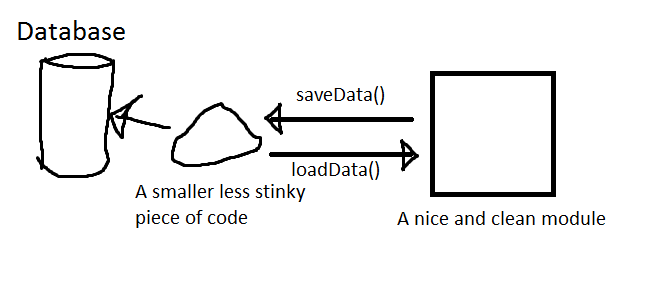 Database
saveData()
loadData()
A smaller less stinky
piece of code
A nice and clean module